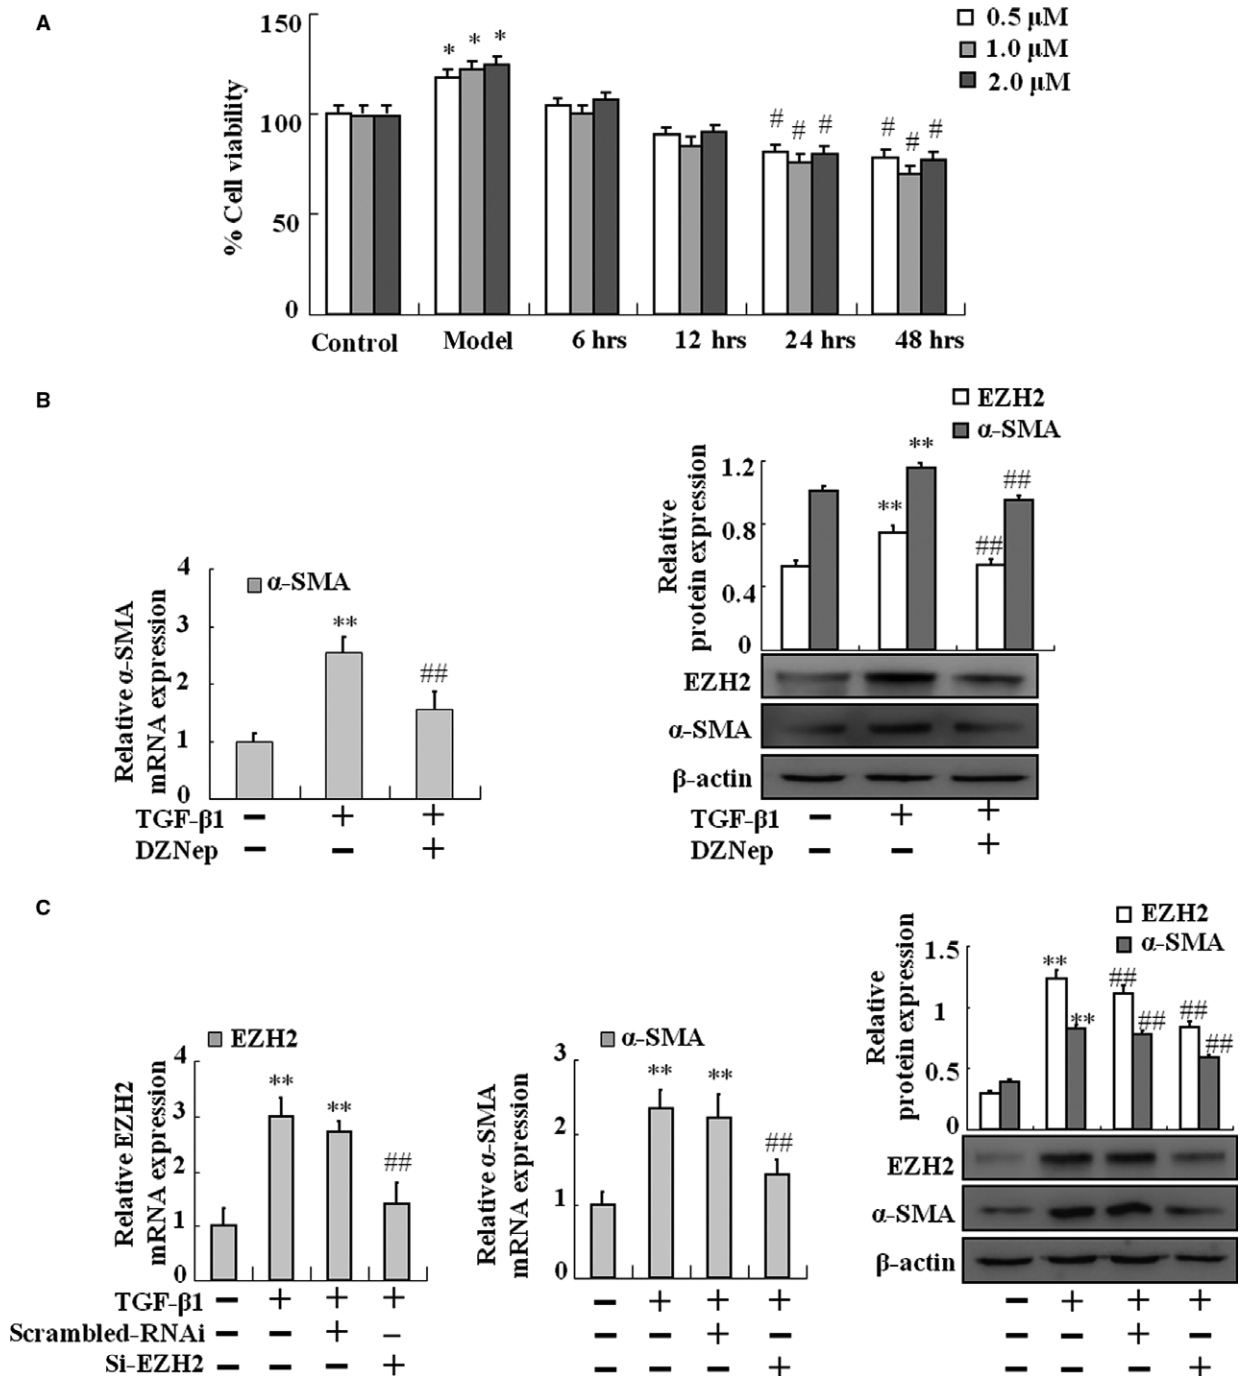 A
150
100
50
0
% Cell viability
0.5 μM
1.0 μM
2.0 μM
* * *
# # #
# # #
Control Model 6 hrs 12 hrs 24 hrs 48 hrs
B
4
3
2
1
0
Relative α-SMA
mRNA expression
α-SMA
**
##
TGF-β1 − + +
DZNep − − +
EZH2
α-SMA
1.2
0.8
0.4
0
Relative
protein expression
** **
## ##
EZH2
α-SMA
β-actin
TGF-β1 − + +
DZNep − − +
C
4
3
2
1
0
Relative EZH2
mRNA expression
EZH2
** ** ##
3
2
1
0
Relative α-SMA
mRNA expression
α-SMA
** ** ##
EZH2
α-SMA
1.5
1
0.5
0
Relative
protein expression
** **
## ##
## ##
EZH2
α-SMA
β-actin
TGF-β1 − + + + − + + + − + + +
Scrambled-RNAi − − + − − − + − − − + −
Si-EZH2 − − − + − − − + − − − +